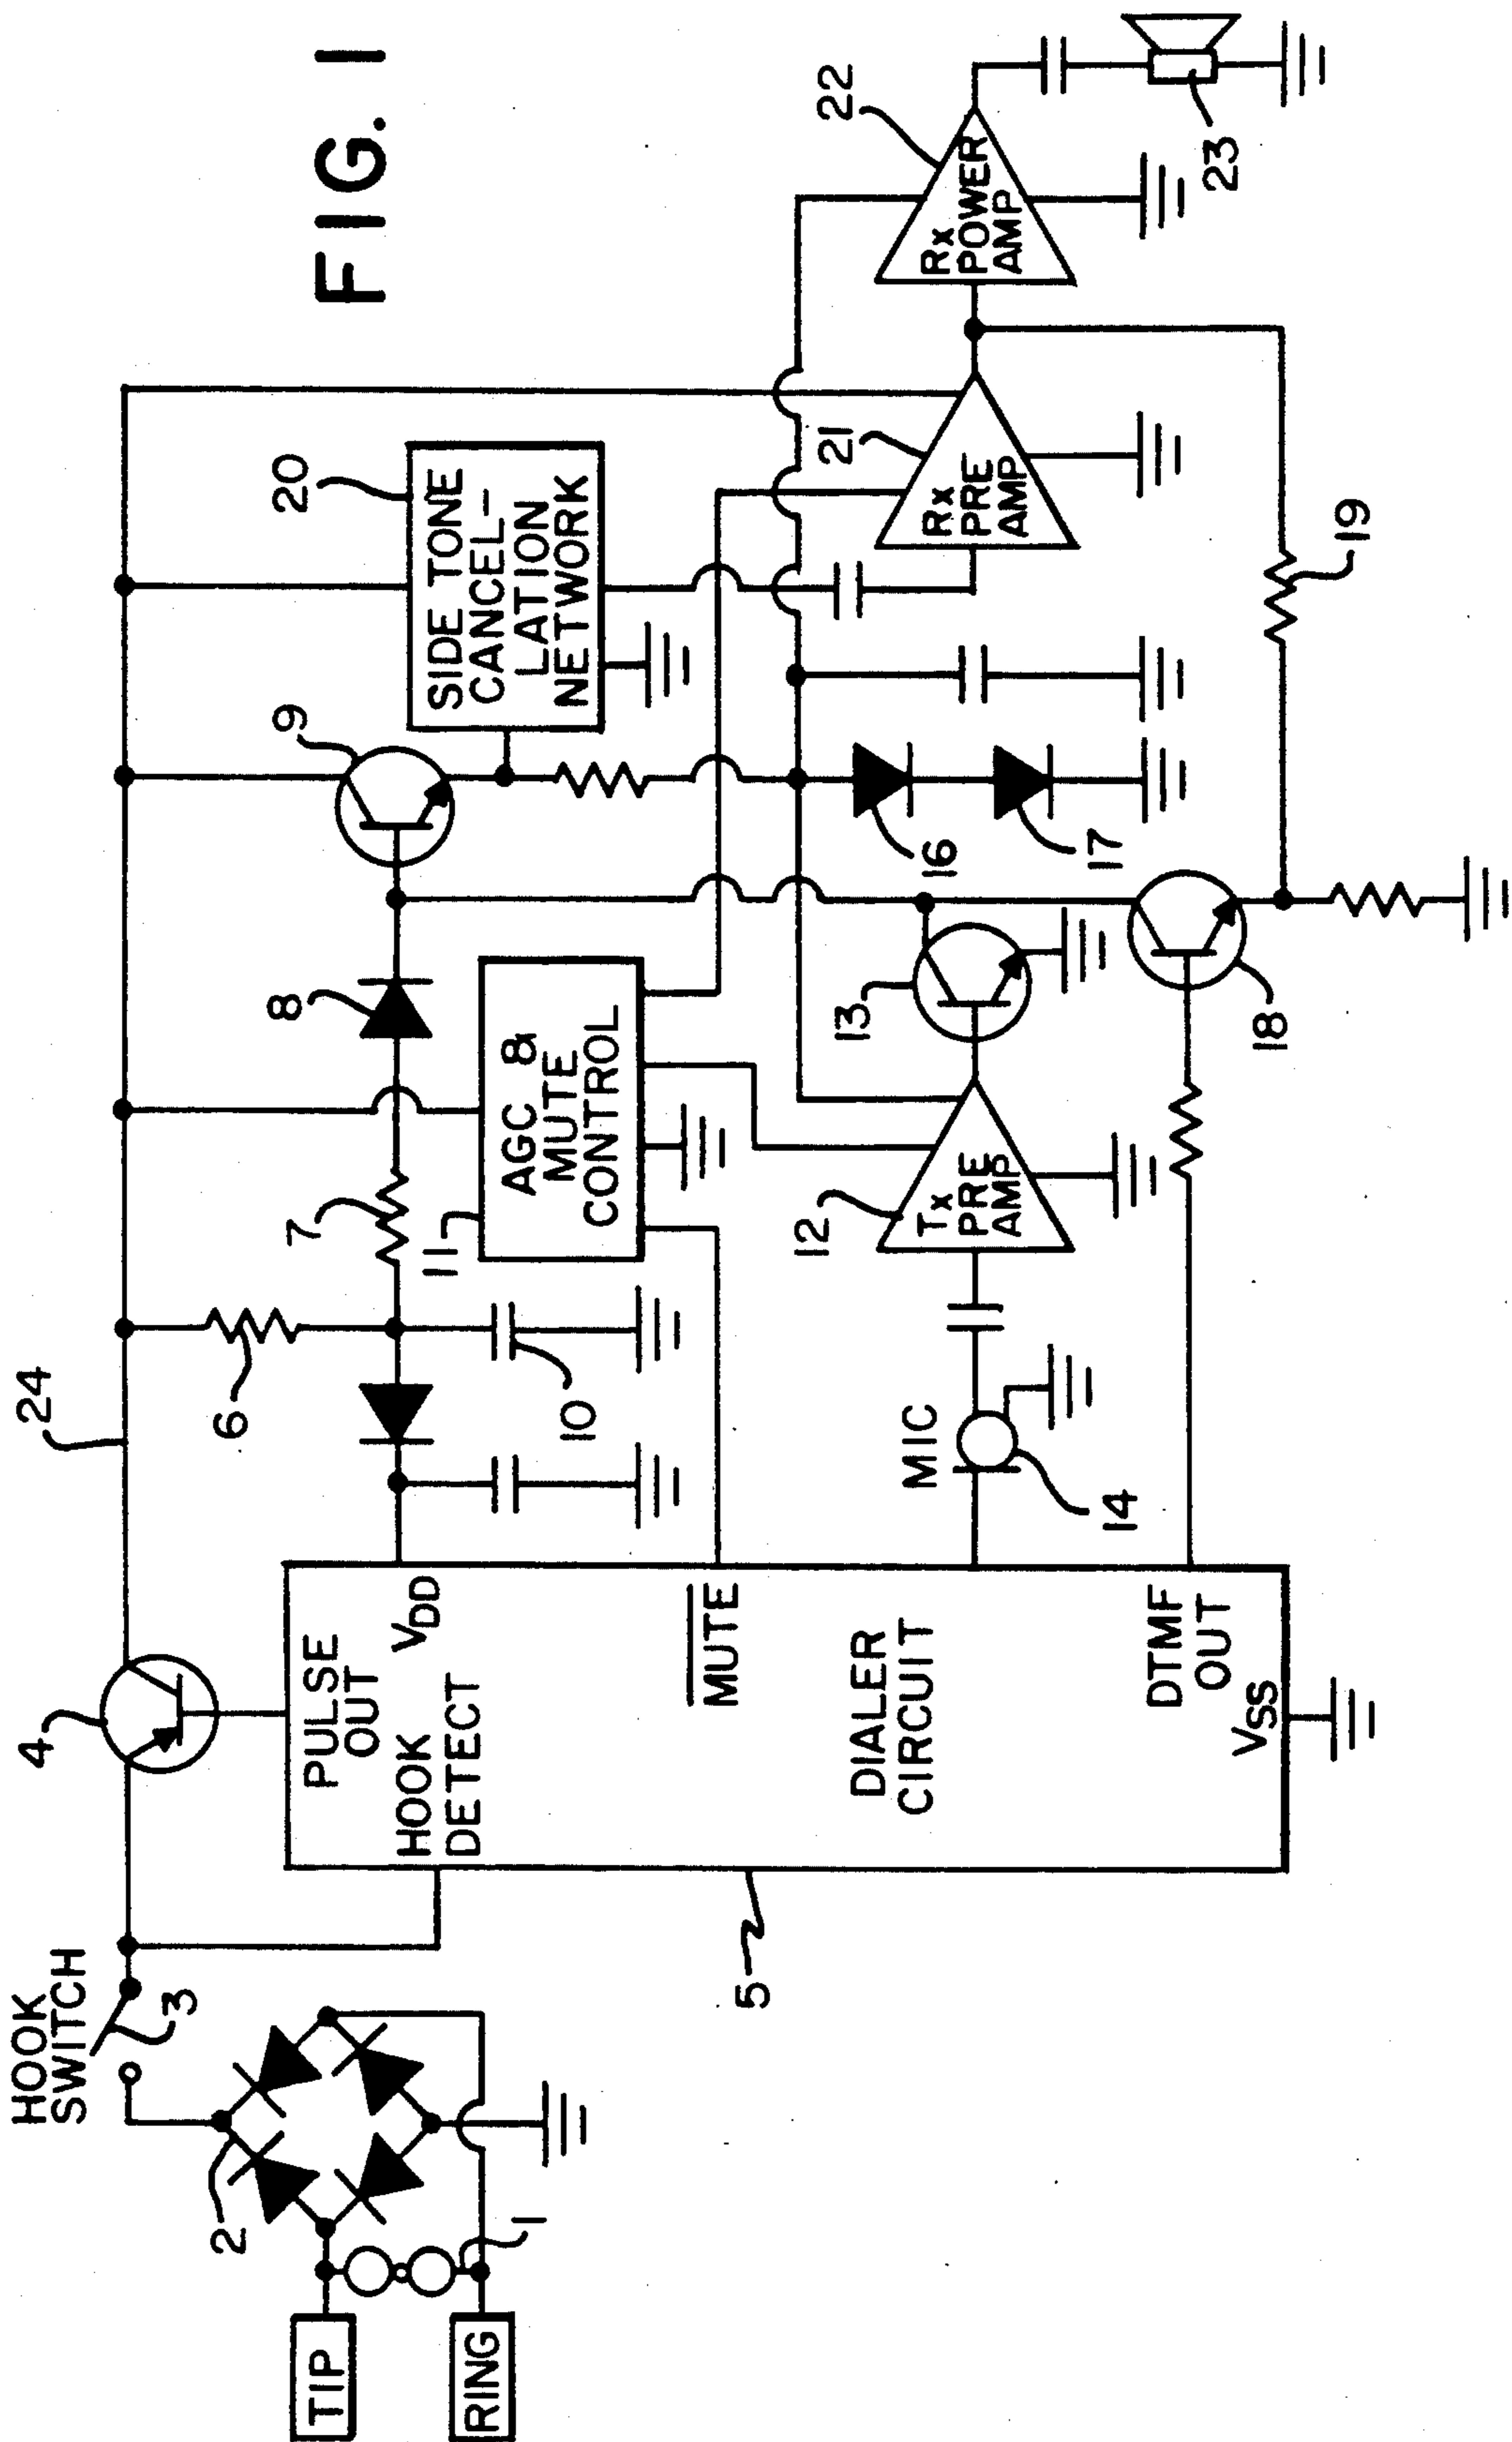 FIG. 1
HOOK
SWITCH
3
4
24
2
TIP
RING
1
5
PULSE
OUT
VDD
HOOK
DETECT
MUTE
DIALER
CIRCUIT
DTMF
OUT
VSS
6
7
8
9
10
11
AGC &
MUTE
CONTROL
20
SIDE TONE
CANCEL-
LATION
NETWORK
MIC
14
12
Tx
PRE
AMP
13
16
17
18
19
21
Rx
PRE
AMP
22
Rx
POWER
AMP
23